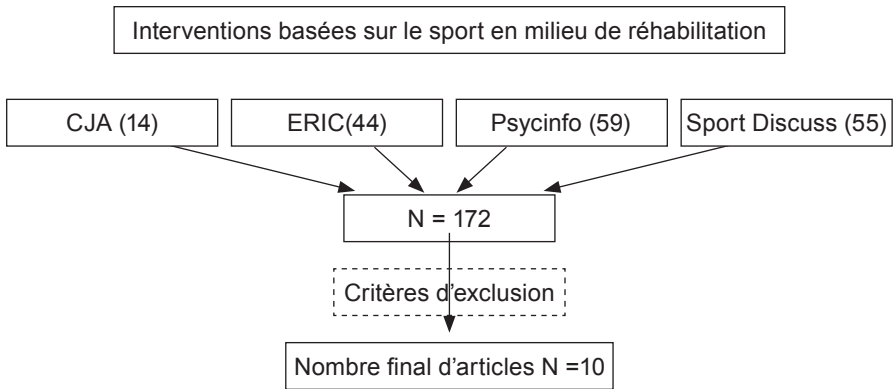 Interventions basées sur le sport en milieu de réhabilitation
CJA (14)
ERIC(44)
Psycinfo (59)
Sport Discuss (55)
N = 172
Critères d'exclusion
Nombre final d'articles N =10